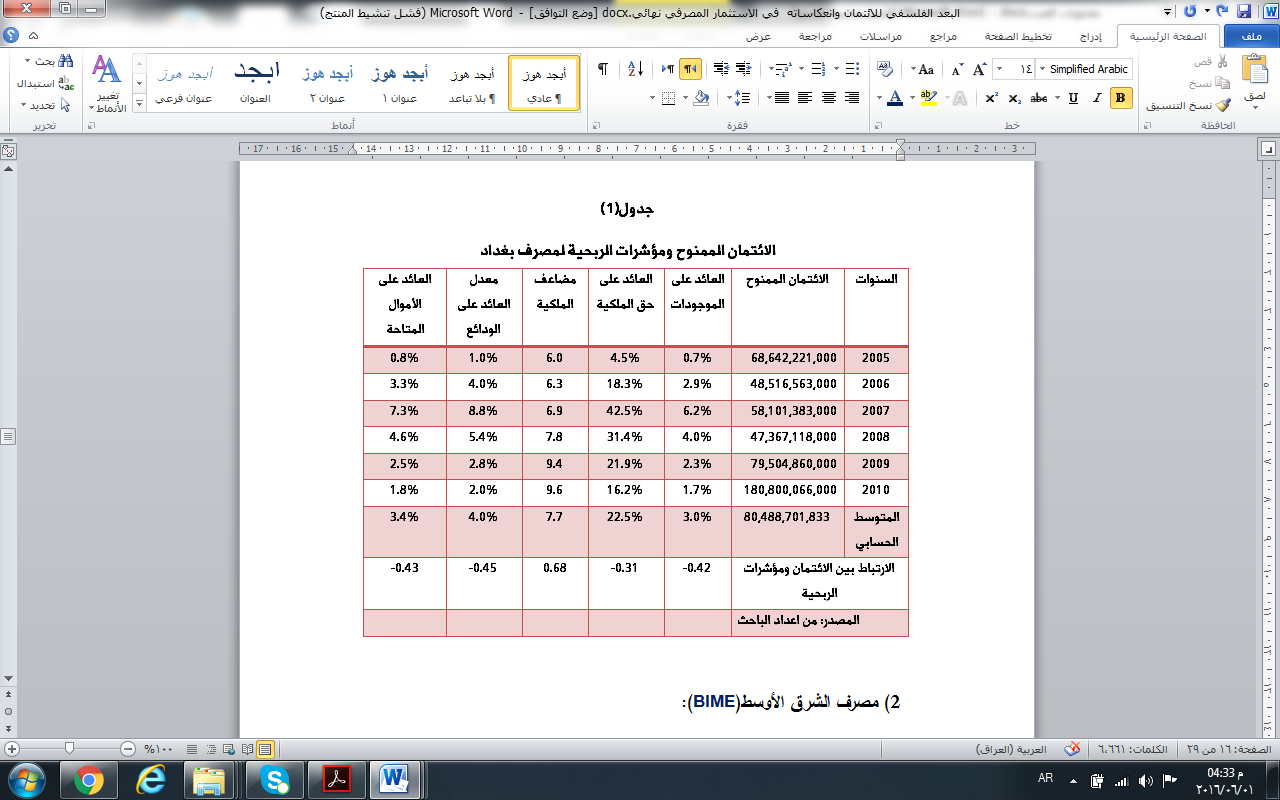 البعد الفلسفي للائتمان وانعكاساته في الاستثمار المصرفي نهائي.docx [وضع التوافق] - Microsoft Word (فشل تنشيط المنتج)
ملف الصفحة الرئيسية إدراج تخطيط الصفحة مراجع مراسلات مراجعة عرض
لصق
قص
نسخ
نسخ التنسيق
الحافظة
Simplified Arabic ١٤
خط
فقرة
أبجد هوز أبجد هوز أبجد هوز أبجد هوز ابجد أبجد هوز
¶ عادي ¶ بلا تباعد عنوان ١ عنوان ٢ العنوان عنوان فرعي
تغيير الأنماط
أنماط
بحث
استبدال
تحديد
تحرير
جدول(1)
الائتمان الممنوح ومؤشرات الربحية لمصرف بغداد
السنوات الائتمان الممنوح العائد على الموجودات العائد على حق الملكية مضاعف الملكية معدل العائد على الودائع العائد على الأموال المتاحة
2005 68,642,221,000 0.7% 4.5% 6.0 1.0% 0.8%
2006 48,516,563,000 2.9% 18.3% 6.3 4.0% 3.3%
2007 58,101,383,000 6.2% 42.5% 6.9 8.8% 7.3%
2008 47,367,118,000 4.0% 31.4% 7.8 5.4% 4.6%
2009 79,504,860,000 2.3% 21.9% 9.4 2.8% 2.5%
2010 180,800,066,000 1.7% 16.2% 9.6 2.0% 1.8%
المتوسط الحسابي 80,488,701,833 3.0% 22.5% 7.7 4.0% 3.4%
الارتباط بين الائتمان ومؤشرات الربحية -0.42 -0.31 0.68 -0.45 -0.43
المصدر: من اعداد الباحث
2) مصرف الشرق الأوسط(BIME):
الصفحة: ١٦ من ٢٩ الكلمات: ٦،٦٦١ العربية (العراق) ١٠٠%
AR
04:33 م
٢٠١٦/٠٦/٠١